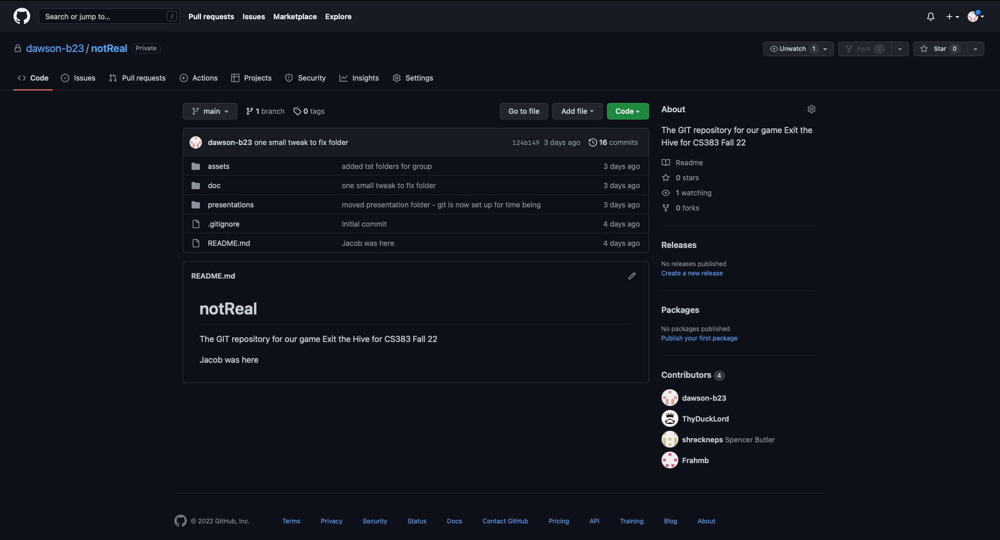 Search or jump to... /
Pull requests Issues Marketplace Explore
dawson-b23 / notReal Private
Unwatch 1 Fork 0 Star 0
Code Issues Pull requests Actions Projects Security Insights Settings
main 1 branch 0 tags Go to file Add file Code
dawson-b23 one small tweak to fix folder 124b149 3 days ago 16 commits
assets added tst folders for group 3 days ago
doc one small tweak to fix folder 3 days ago
presentations moved presentation folder - git is now set up for time being 3 days ago
.gitignore Initial commit 4 days ago
README.md Jacob was here 4 days ago
README.md
notReal
The GIT repository for our game Exit the Hive for CS383 Fall 22
Jacob was here
About
The GIT repository for our game Exit the
Hive for CS383 Fall 22
Readme
0 stars
1 watching
0 forks
Releases
No releases published
Create a new release
Packages
No packages published
Publish your first package
Contributors 4
dawson-b23
ThyDuckLord
shreckneps Spencer Butler
Frahmb
© 2022 GitHub, Inc. Terms Privacy Security Status Docs Contact GitHub Pricing API Training Blog About